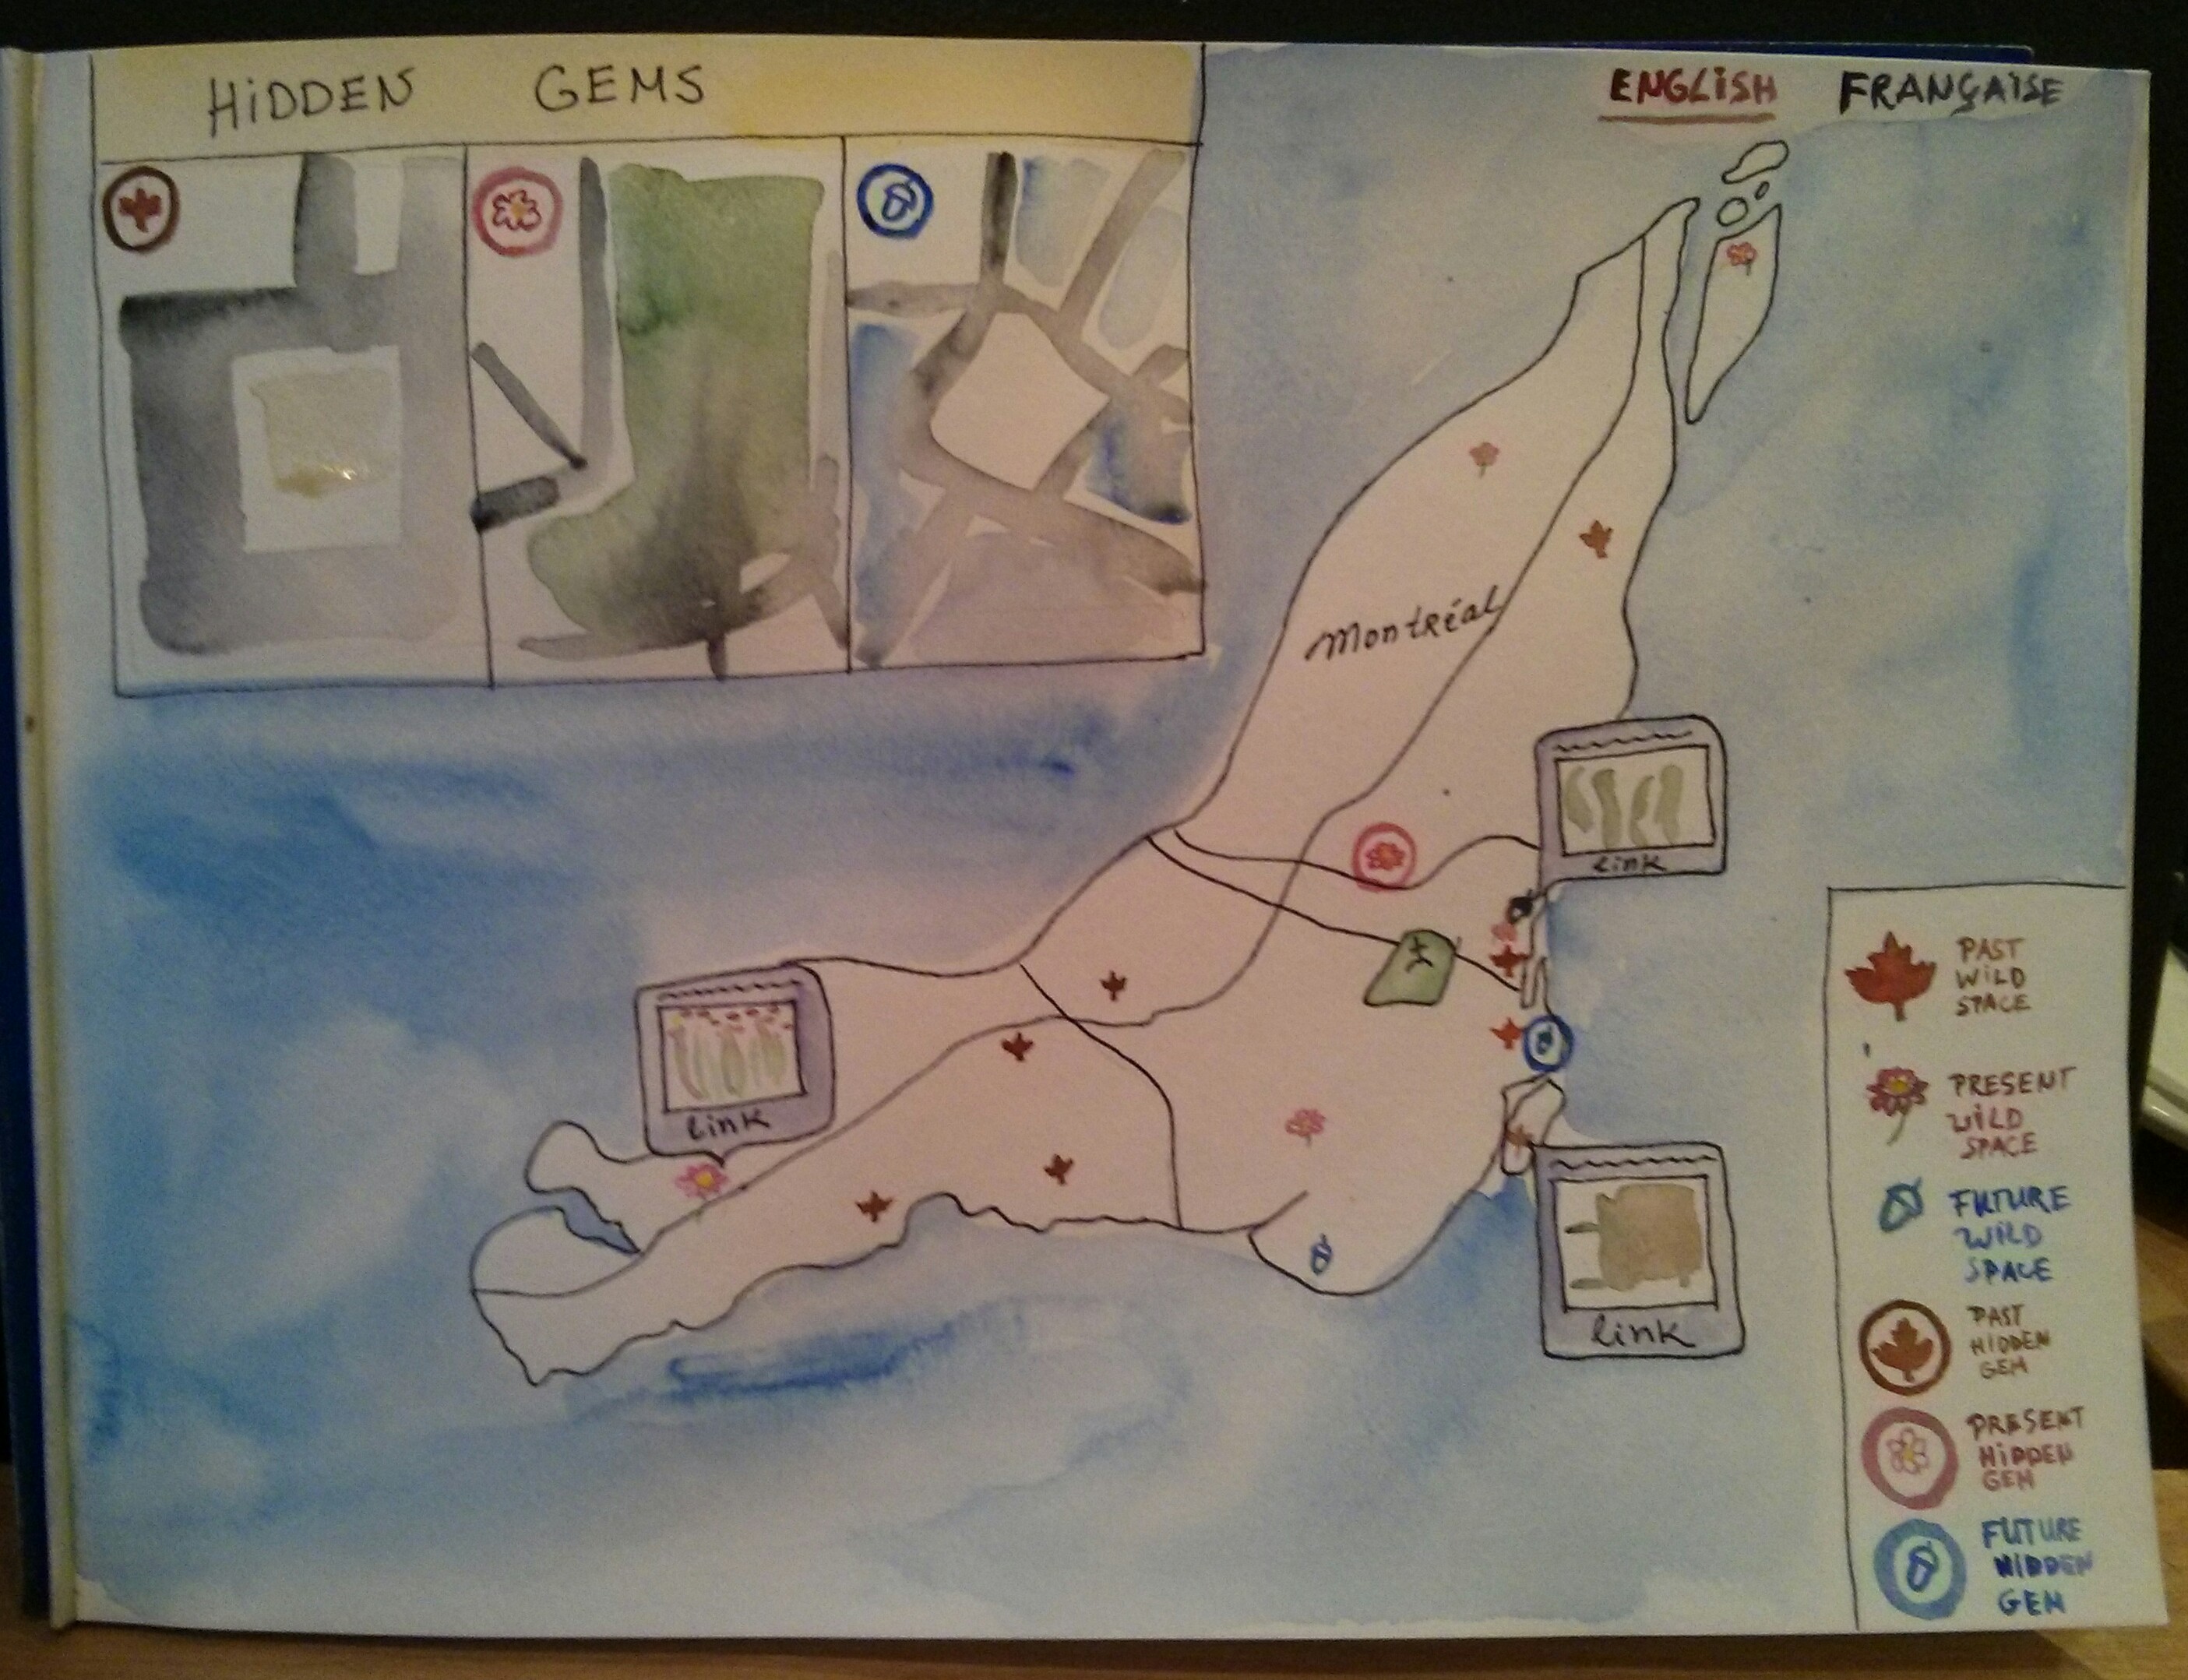 HiDDEN GEMS
ENGLiSH FRANÇAISE
Montréal
Link
Link
Link
PAST
WiLD
SPACE
PRESENT
WiLD
SPACE
FUTURE
WiLD
SPACE
PAST
HIDDEN
GEM
PRESENT
HiDDEN
GEM
FUTURE
HIDDEN
GEM